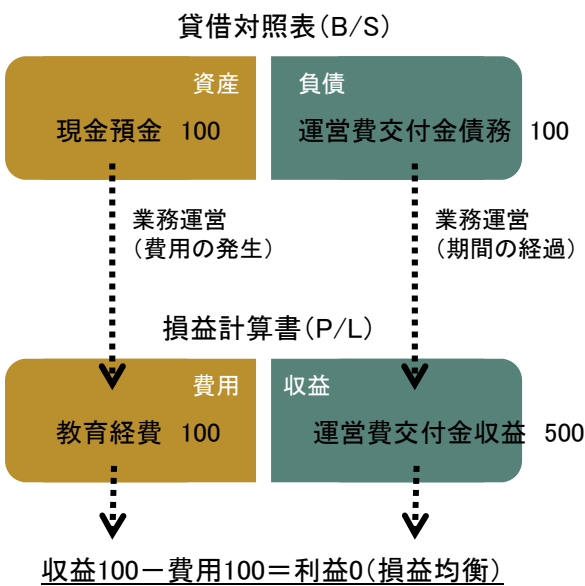 貸借対照表(B/S)
資産 負債
現金預金 100 運営費交付金債務 100
業務運営
(費用の発生)
業務運営
(期間の経過)
損益計算書(P/L)
費用 収益
教育経費 100 運営費交付金収益 500
収益100-費用100=利益0(損益均衡)